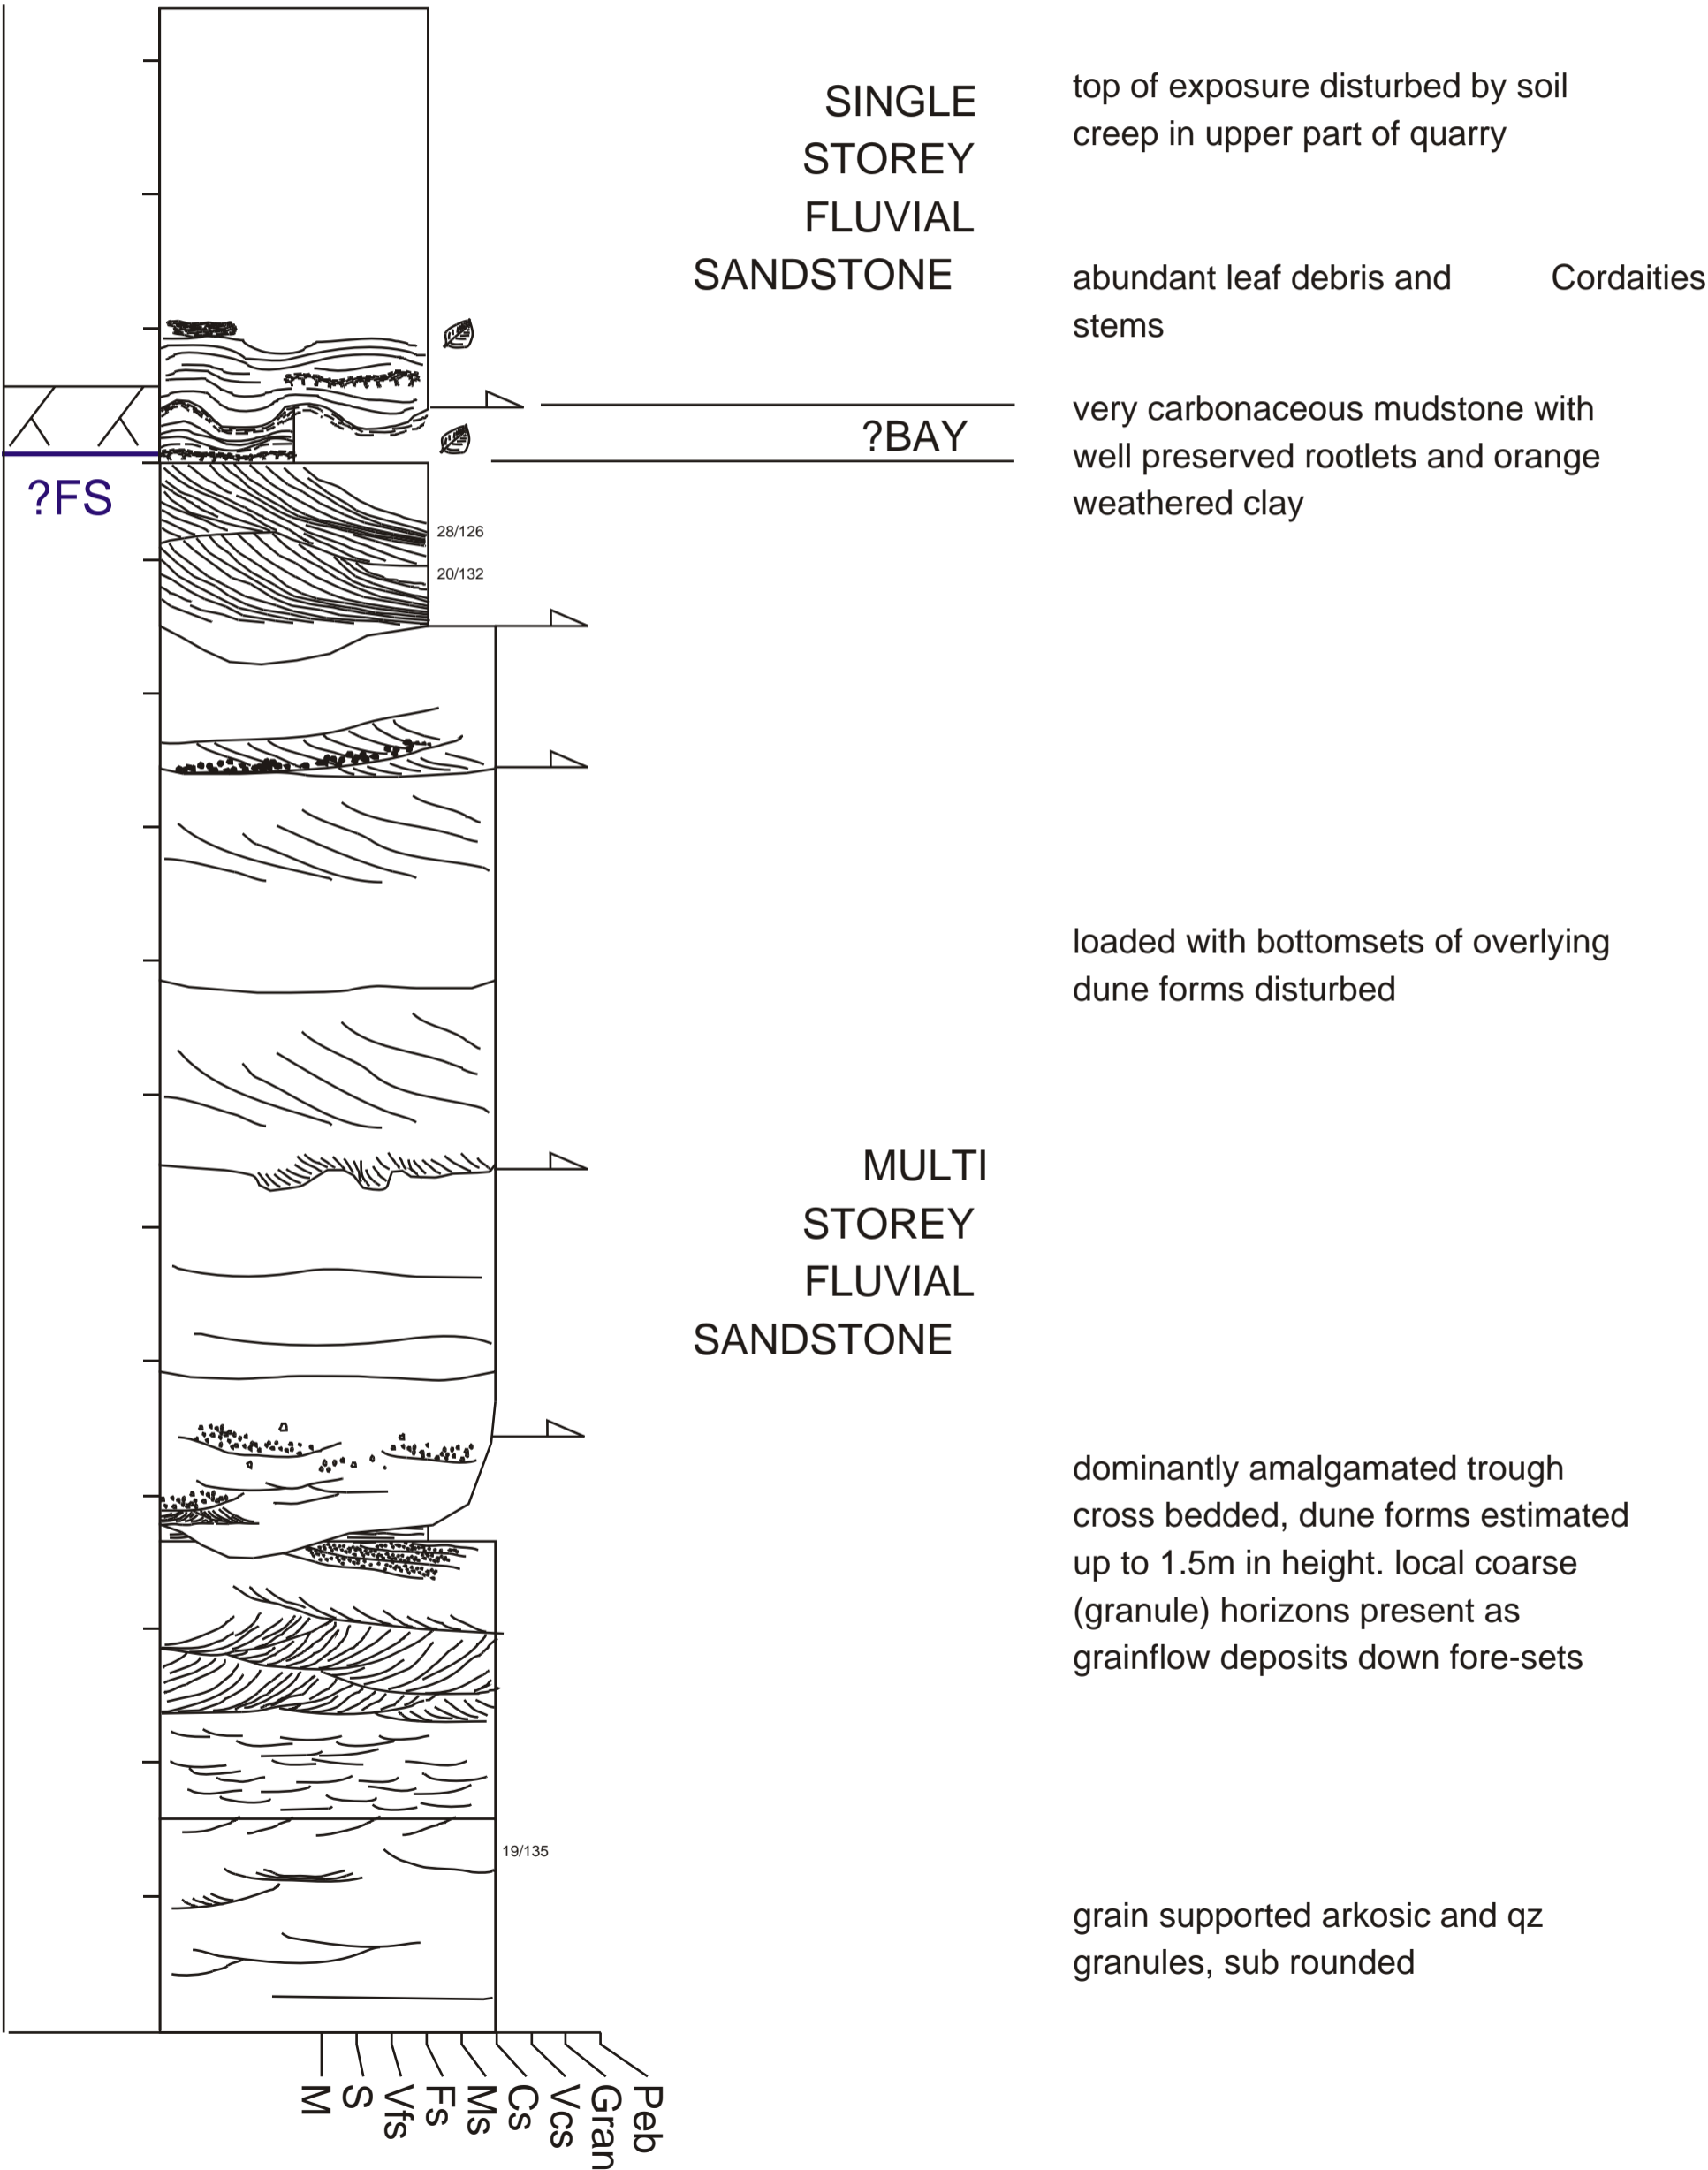 SINGLE
STOREY
FLUVIAL
SANDSTONE
top of exposure disturbed by soil
creep in upper part of quarry
abundant leaf debris and Cordaities
stems
?BAY
very carbonaceous mudstone with
well preserved rootlets and orange
weathered clay
?FS
28/126
20/132
loaded with bottomsets of overlying
dune forms disturbed
MULTI
STOREY
FLUVIAL
SANDSTONE
dominantly amalgamated trough
cross bedded, dune forms estimated
up to 1.5m in height. local coarse
(granule) horizons present as
grainflow deposits down fore-sets
19/135
grain supported arkosic and qz
granules, sub rounded
M
S
Vfs
Fs
Ms
Cs
Vcs
Gran
Peb